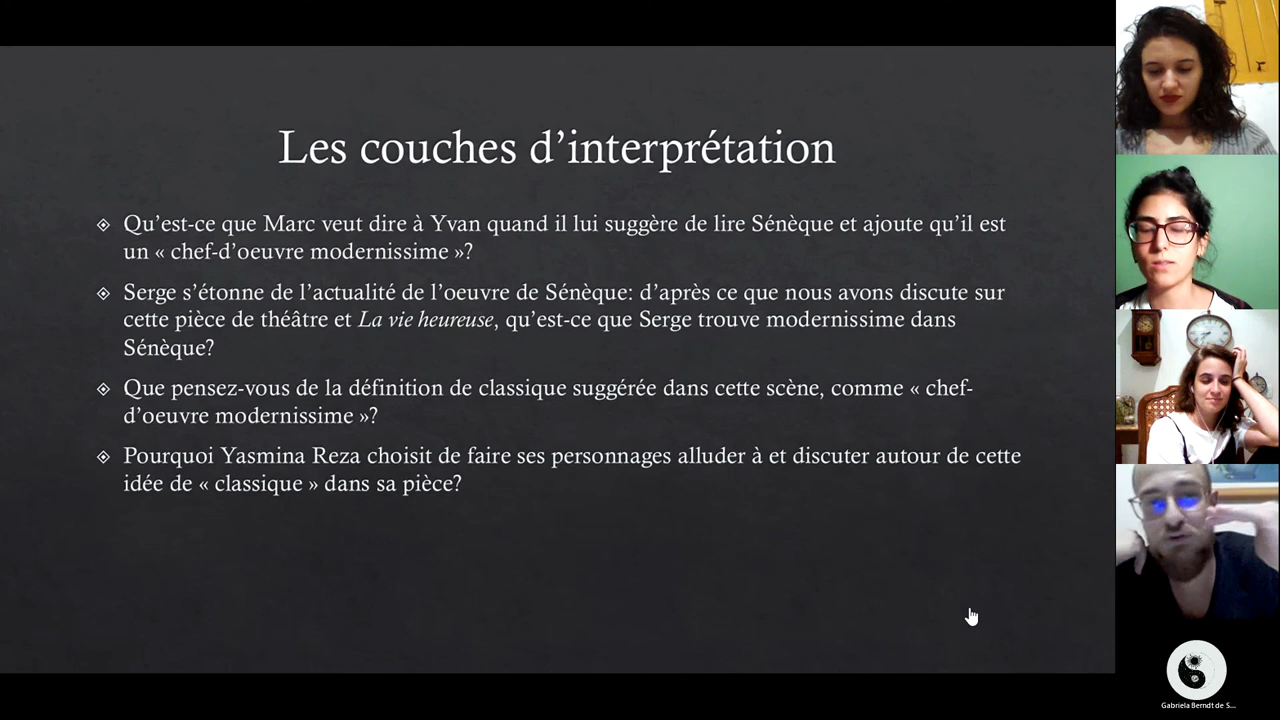 Les couches d’interprétation
Qu’est-ce que Marc veut dire à Yvan quand il lui suggère de lire Sénèque et ajoute qu’il est
un « chef-d’oeuvre modernissime »?
Serge s’étonne de l’actualité de l’oeuvre de Sénèque: d’après ce que nous avons discute sur
cette pièce de théâtre et La vie heureuse, qu’est-ce que Serge trouve modernissime dans
Sénèque?
Que pensez-vous de la définition de classique suggérée dans cette scène, comme « chef-
d’oeuvre modernissime »?
Pourquoi Yasmina Reza choisit de faire ses personnages alluder à et discuter autour de cette
idée de « classique » dans sa pièce?
Gabriela Berndt de S...